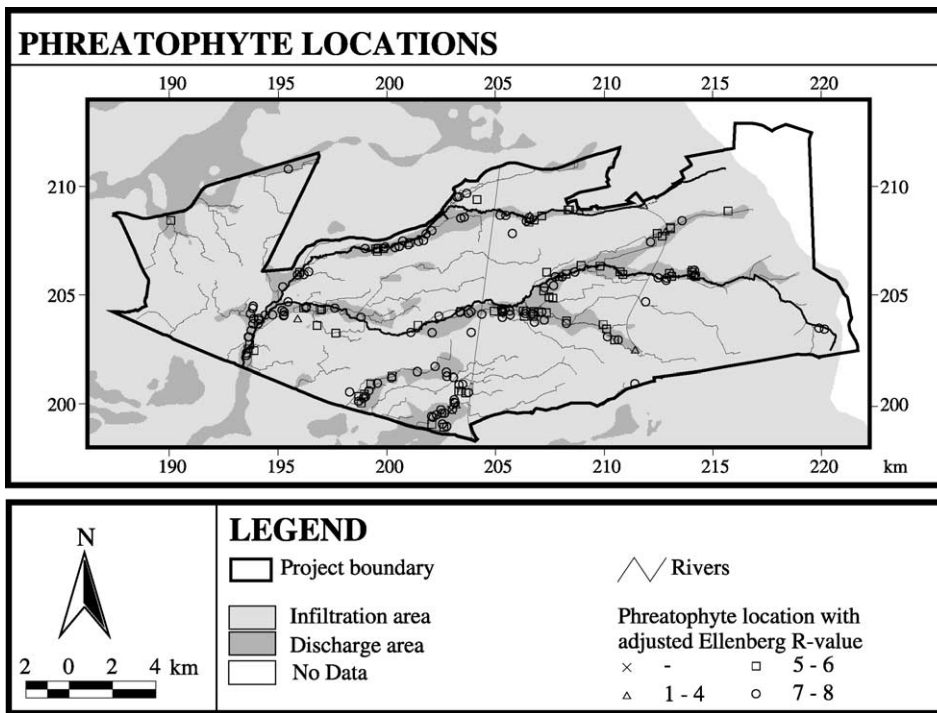 PHREATOPHYTE LOCATIONS
190 195 200 205 210 215 220
210 210
205 205
200 200
190 195 200 205 210 215 220 km
N
2 0 2 4 km
LEGEND
Project boundary
Infiltration area
Discharge area
No Data
Rivers
Phreatophyte location with
adjusted Ellenberg R-value
× - □ 5 - 6
△ 1 - 4 ○ 7 - 8